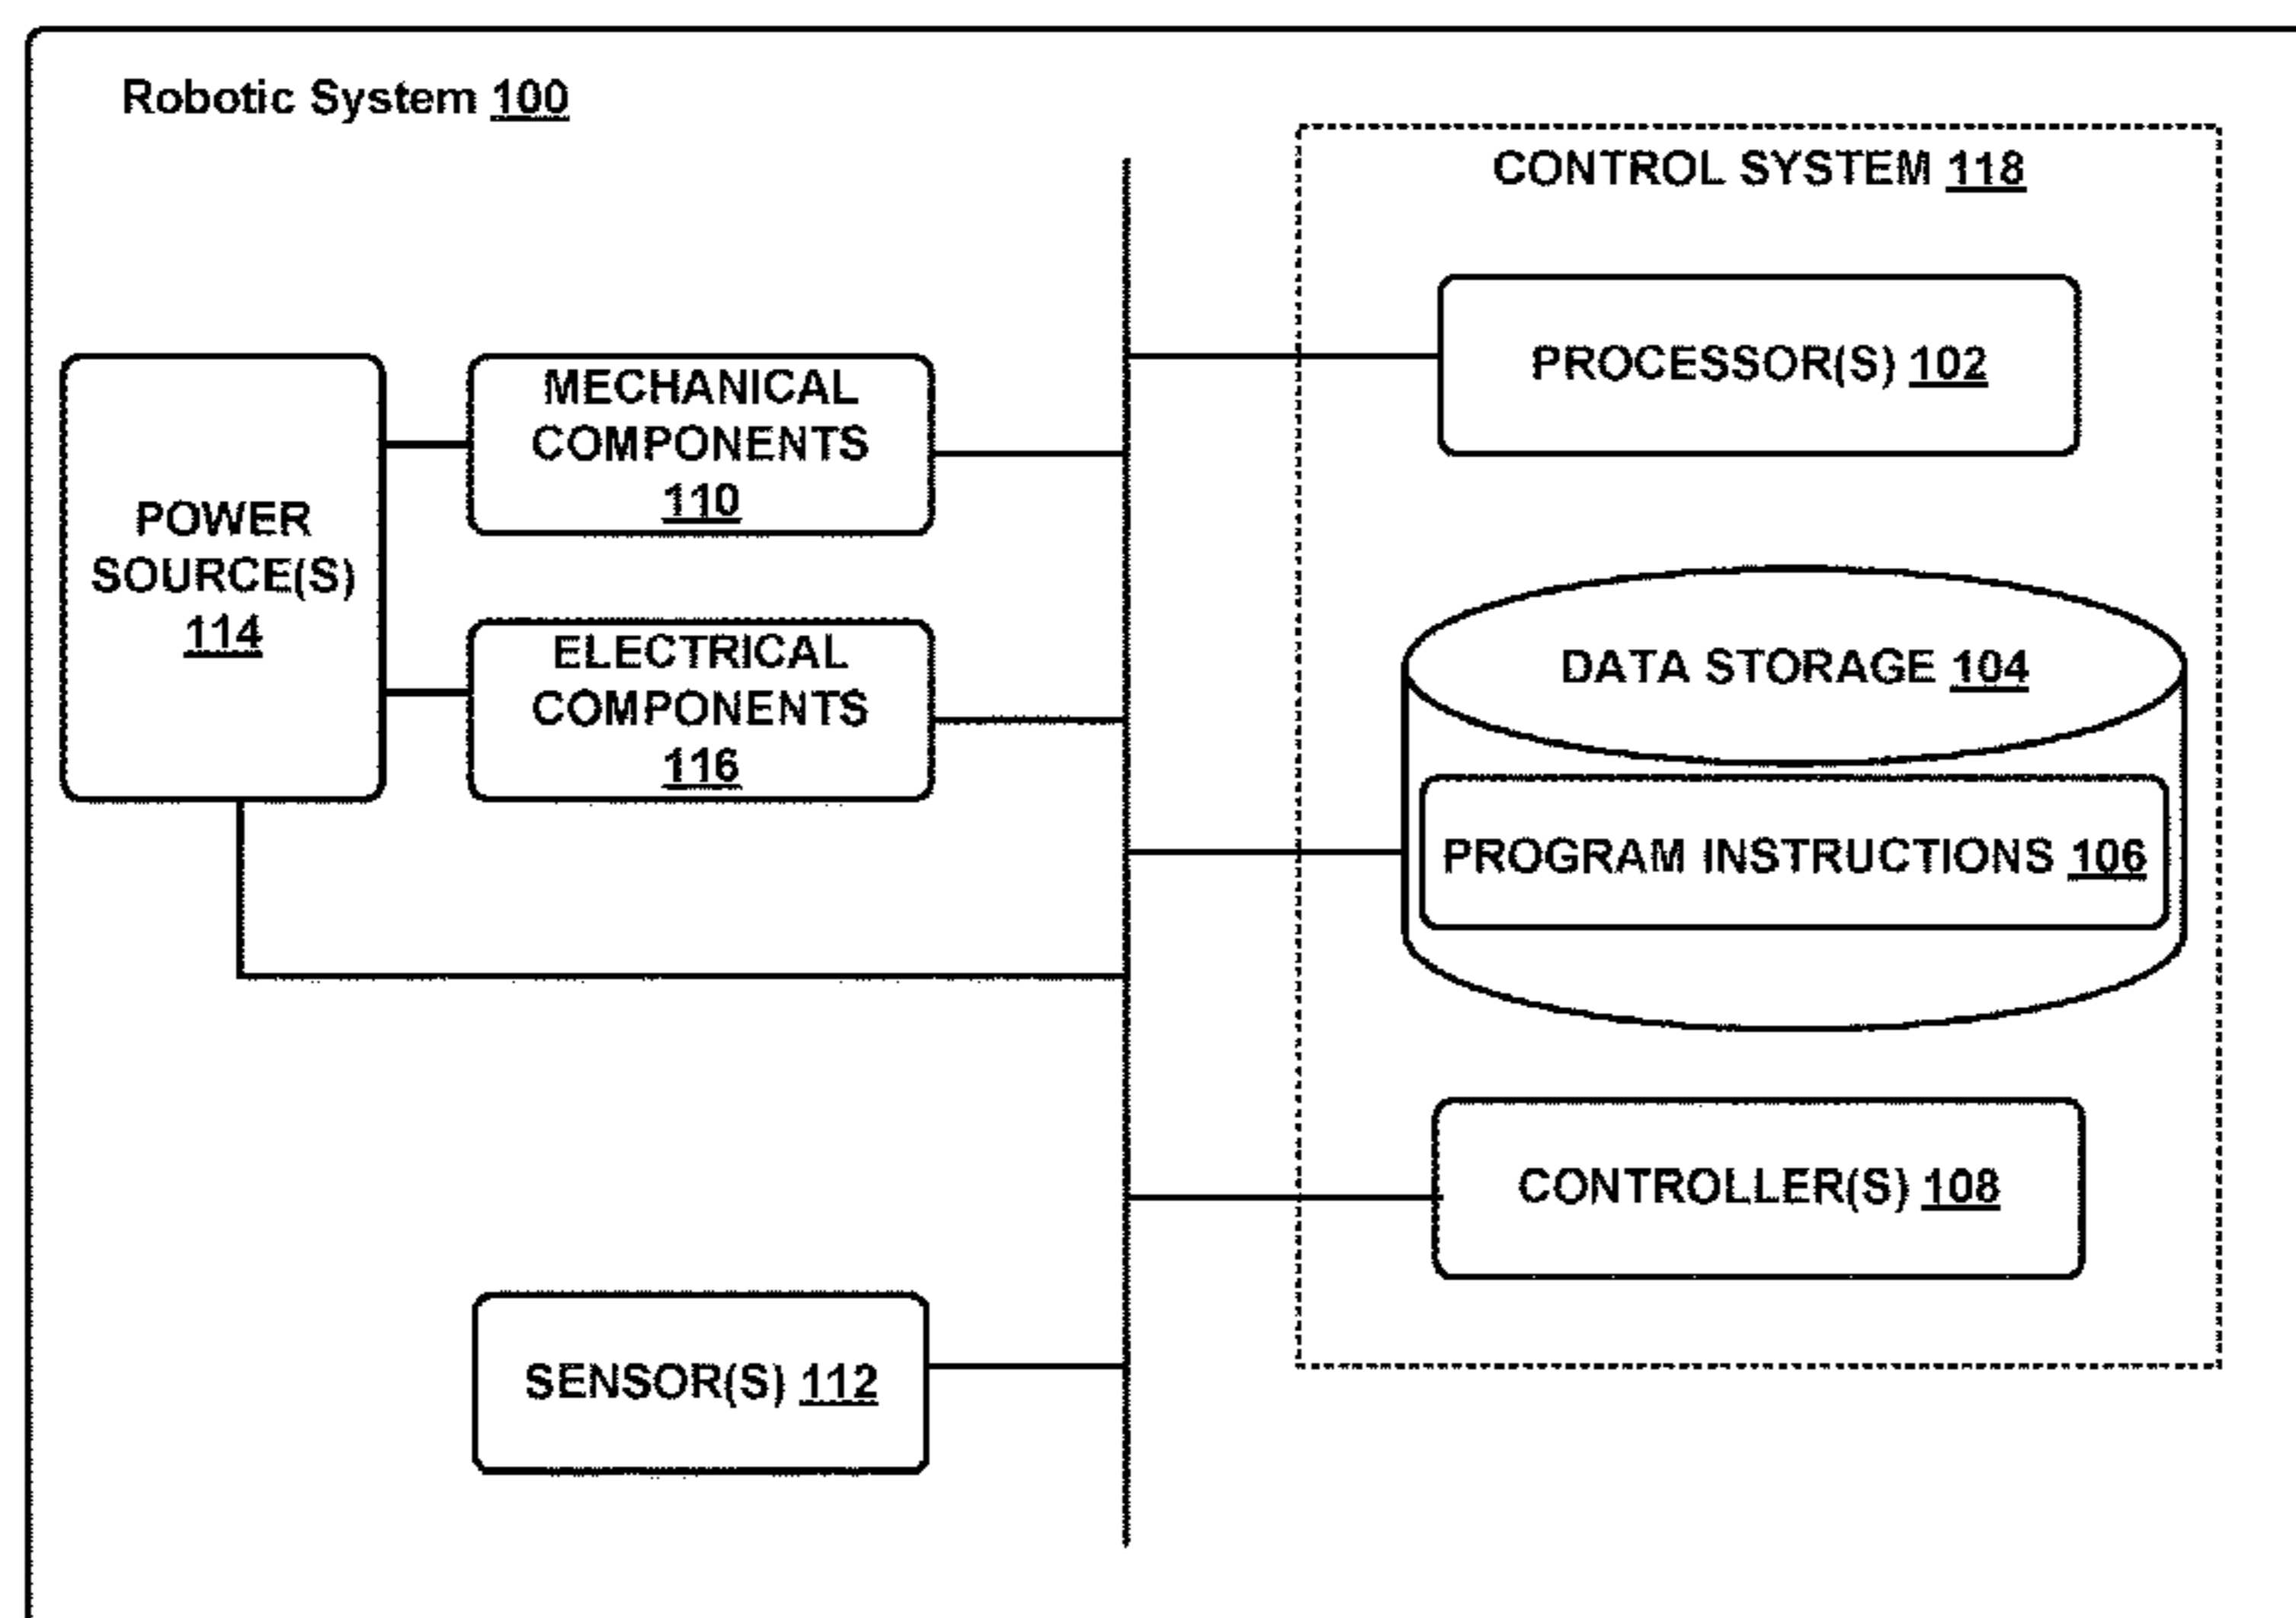 Robotic System 100
CONTROL SYSTEM 118
PROCESSOR(S) 102
MECHANICAL
COMPONENTS
110
POWER
SOURCE(S)
114
ELECTRICAL
COMPONENTS
116
DATA STORAGE 104
PROGRAM INSTRUCTIONS 106
CONTROLLER(S) 108
SENSOR(S) 112